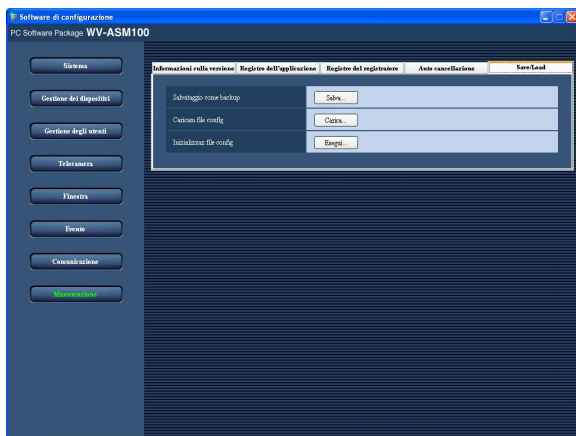 Software di configurazione
PC Software Package WV-ASM100
Sistema
Gestione dei dispositivi
Gestione degli utenti
Telecamera
Finestra
Evento
Comunicazione
Manutenzione
Informazioni sulla versione Registro dell'applicazione Registro del registratore Auto cancellazione Save/Load
Salvataggio come backup Salva...
Caricam file config Carica...
Inizializzaz file config Esegui...